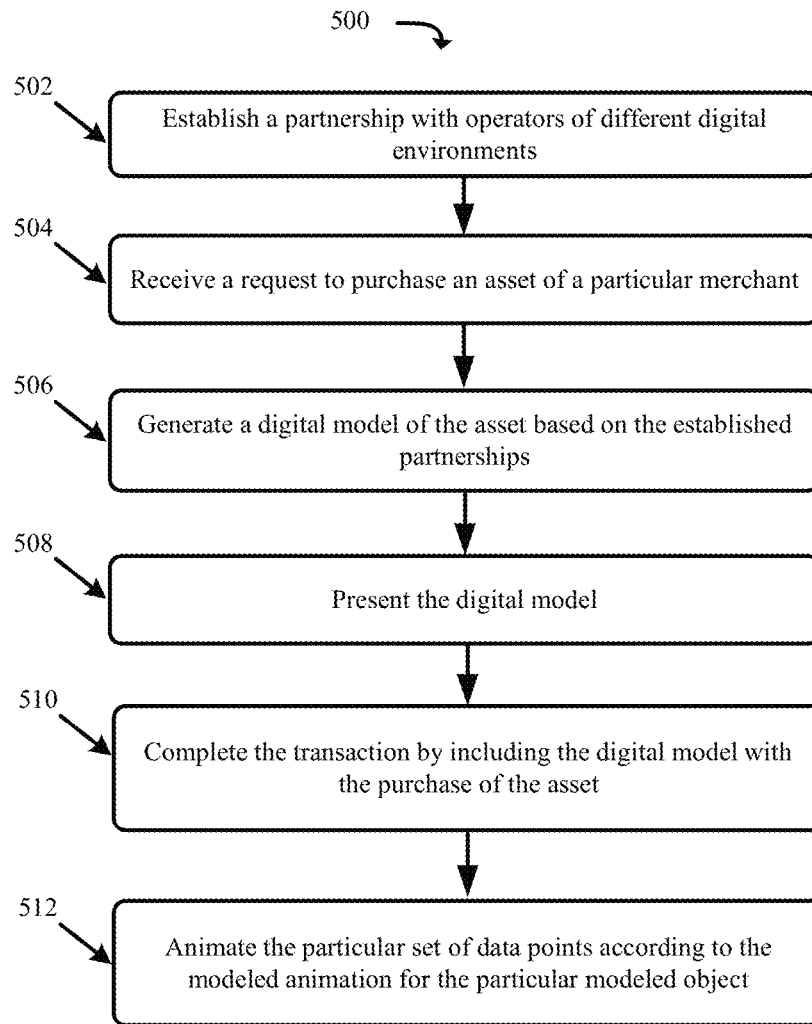 500
502
Establish a partnership with operators of different digital
environments
504
Receive a request to purchase an asset of a particular merchant
506
Generate a digital model of the asset based on the established
partnerships
508
Present the digital model
510
Complete the transaction by including the digital model with
the purchase of the asset
512
Animate the particular set of data points according to the
modeled animation for the particular modeled object